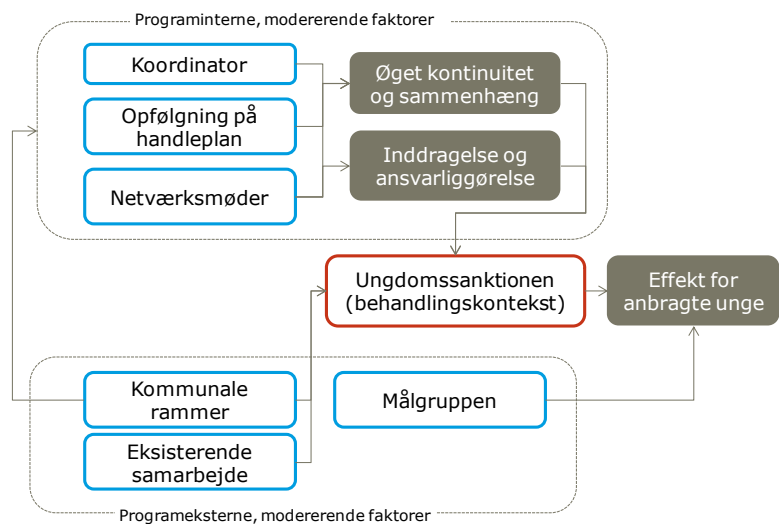 Programinterne, modererende faktorer
Koordinator
Opfølgning på
handleplan
Netværksmøder
Øget kontinuitet
og sammenhæng
Inddragelse og
ansvarliggørelse
Ungdomssanktionen
(behandlingskontekst)
Effekt for
anbragte unge
Kommunale
rammer
Målgruppen
Eksisterende
samarbejde
Programeksterne, modererende faktorer